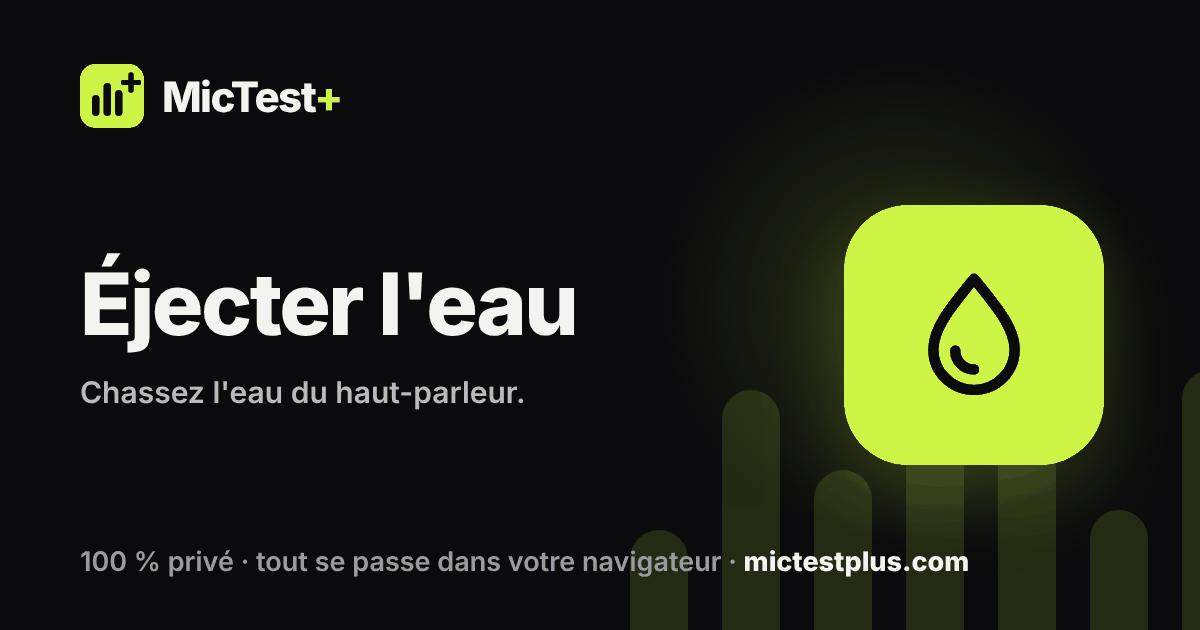 MicTest+
Éjecter l'eau
Chassez l'eau du haut-parleur.
100 % privé · tout se passe dans votre navigateur · mictestplus.com